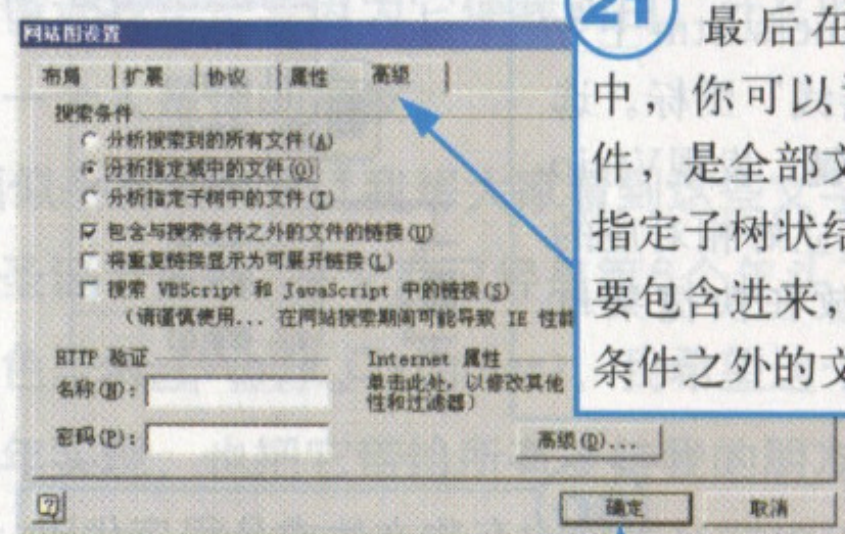 网站图设置
布局 扩展 协议 属性 高级
搜索条件
分析搜索到的所有文件(A)
分析指定域中的文件(O)
分析指定子树中的文件(T)
包含与搜索条件之外的文件的链接(U)
将重复链接显示为可展开链接(L)
搜索 VBScript 和 JavaScript 中的链接(S)
(请谨慎使用... 在网站搜索期间可能导致 IE 性能
HTTP 验证
名称(N):
密码(P):
Internet 属性
单击此处,以修改其他
性和过滤器)
高级(D)...
确定 取消
21
最后在
中,你可以
件,是全部文
指定子树状结
要包含进来,
条件之外的文